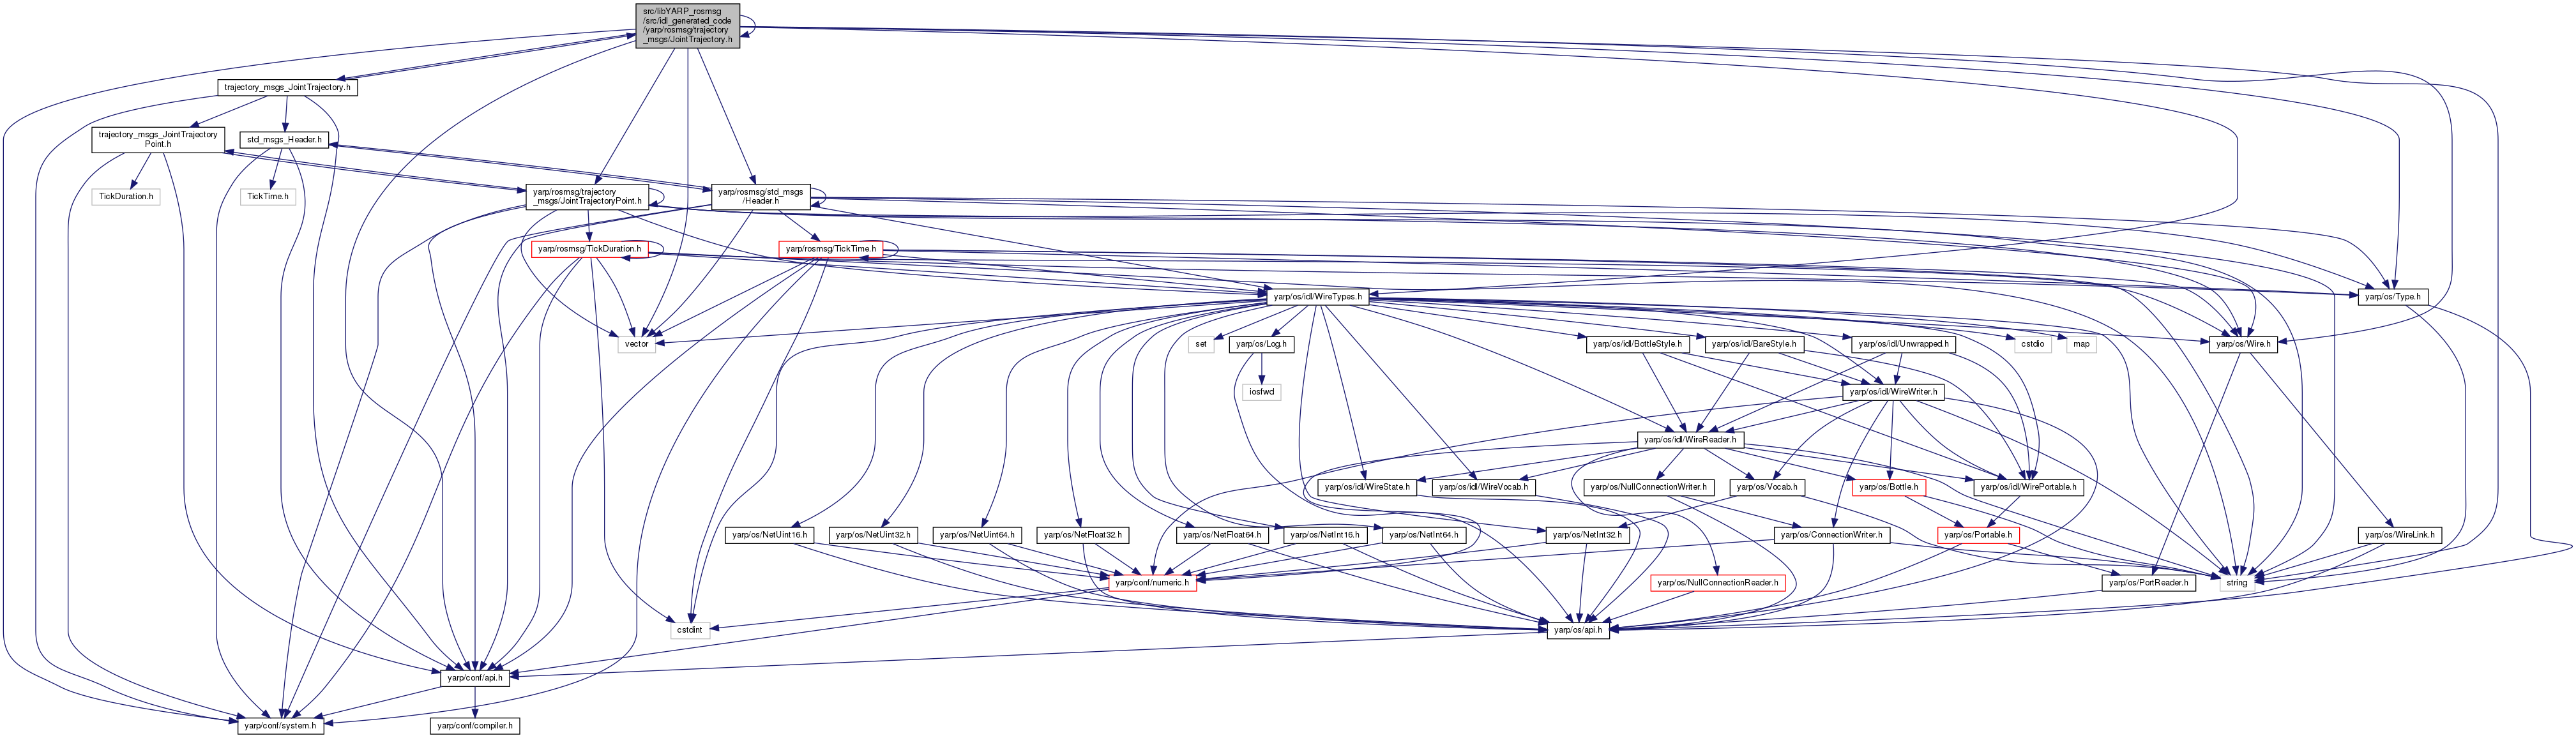 src/libYARP_rosmsg
/src/idl_generated_code
/yarp/rosmsg/trajectory
_msgs/JointTrajectory.h
trajectory_msgs_JointTrajectory.h
trajectory_msgs_JointTrajectory
Point.h
std_msgs_Header.h
TickDuration.h
TickTime.h
yarp/rosmsg/trajectory
_msgs/JointTrajectoryPoint.h
yarp/rosmsg/std_msgs
/Header.h
yarp/rosmsg/TickDuration.h
yarp/rosmsg/TickTime.h
yarp/os/idl/WireTypes.h
yarp/os/Type.h
vector
set
yarp/os/Log.h
yarp/os/idl/BottleStyle.h
yarp/os/idl/BareStyle.h
yarp/os/idl/Unwrapped.h
cstdio
map
yarp/os/Wire.h
iosfwd
yarp/os/idl/WireWriter.h
yarp/os/idl/WireReader.h
yarp/os/idl/WireState.h
yarp/os/idl/WireVocab.h
yarp/os/NullConnectionWriter.h
yarp/os/Vocab.h
yarp/os/Bottle.h
yarp/os/idl/WirePortable.h
yarp/os/NetUint16.h
yarp/os/NetUint32.h
yarp/os/NetUint64.h
yarp/os/NetFloat32.h
yarp/os/NetFloat64.h
yarp/os/NetInt16.h
yarp/os/NetInt64.h
yarp/os/NetInt32.h
yarp/os/ConnectionWriter.h
yarp/os/Portable.h
yarp/os/WireLink.h
yarp/conf/numeric.h
yarp/os/NullConnectionReader.h
yarp/os/PortReader.h
string
cstdint
yarp/os/api.h
yarp/conf/api.h
yarp/conf/system.h
yarp/conf/compiler.h